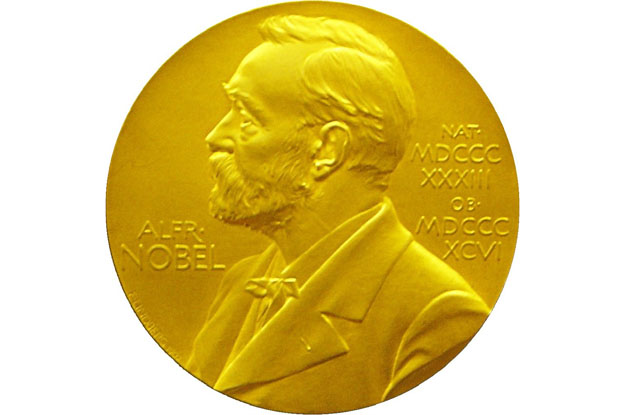 ALFR·
NOBEL
NAT·
MDCCC
XXXIII
OB·
MDCCC
XCVI